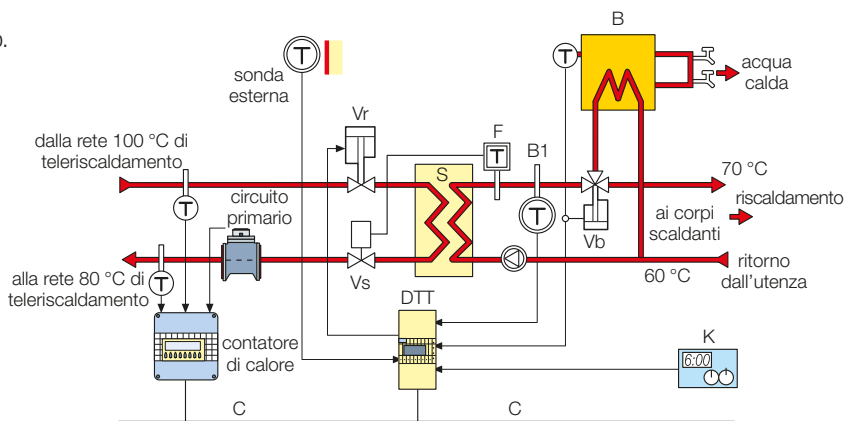 o.
sonda
esterna
T
Vr
F
T
B1
T
B
T
acqua
calda
dalla rete 100 °C di
teleriscaldamento
T
circuito
primario
S
70 °C
riscaldamento
ai corpi
scaldanti
Vb
alla rete 80 °C di
teleriscaldamento
T
Vs
60 °C
ritorno
dall'utenza
contatore
di calore
DTT
K
6:00
C
C